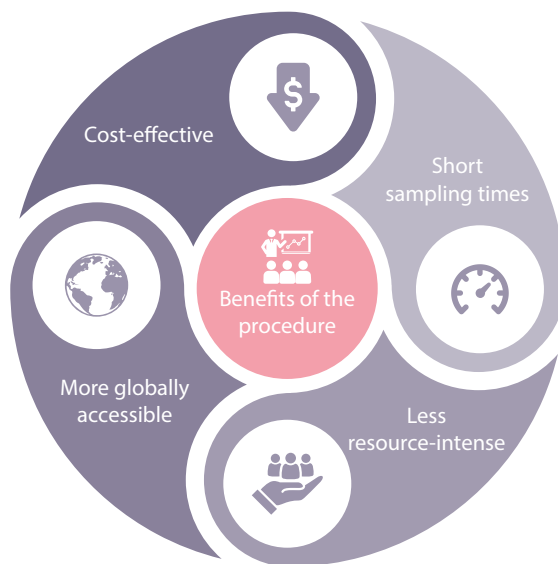 Cost-effective
$
Short
sampling times
Benefits of the
procedure
More globally
accessible
Less
resource-intense